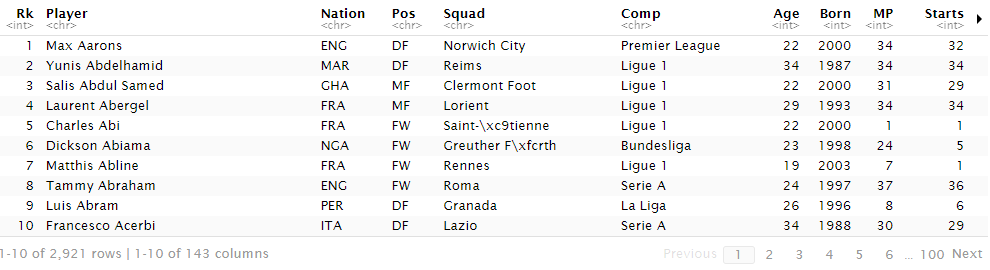 Rk Player Nation Pos Squad Comp Age Born MP Starts
<int> <chr> <chr> <chr> <chr> <chr> <int> <int> <int> <int>
1 Max Aarons ENG DF Norwich City Premier League 22 2000 34 32
2 Yunis Abdelhamid MAR DF Reims Ligue 1 34 1987 34 34
3 Salis Abdul Samed GHA MF Clermont Foot Ligue 1 22 2000 31 29
4 Laurent Abergel FRA MF Lorient Ligue 1 29 1993 34 34
5 Charles Abi FRA FW Saint-\xc9tienne Ligue 1 22 2000 1 1
6 Dickson Abiama NGA FW Greuther F\xfcrth Bundesliga 23 1998 24 5
7 Matthis Abline FRA FW Rennes Ligue 1 19 2003 7 1
8 Tammy Abraham ENG FW Roma Serie A 24 1997 37 36
9 Luis Abram PER DF Granada La Liga 26 1996 8 6
10 Francesco Acerbi ITA DF Lazio Serie A 34 1988 30 29
1-10 of 2,921 rows | 1-10 of 143 columns Previous 1 2 3 4 5 6 ... 100 Next